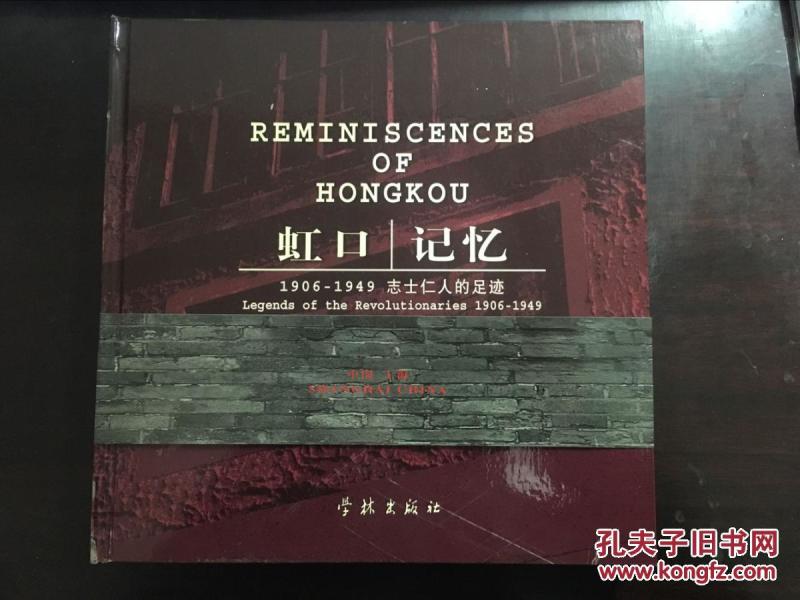 REMINISCENCES
OF
HONGKOU
虹口|记忆
1906-1949 志士仁人的足迹
Legends of the Revolutionaries 1906-1949
中国 上海
SHANGHAI CHINA
学林出版社
孔夫子旧书网
www.kongfz.com